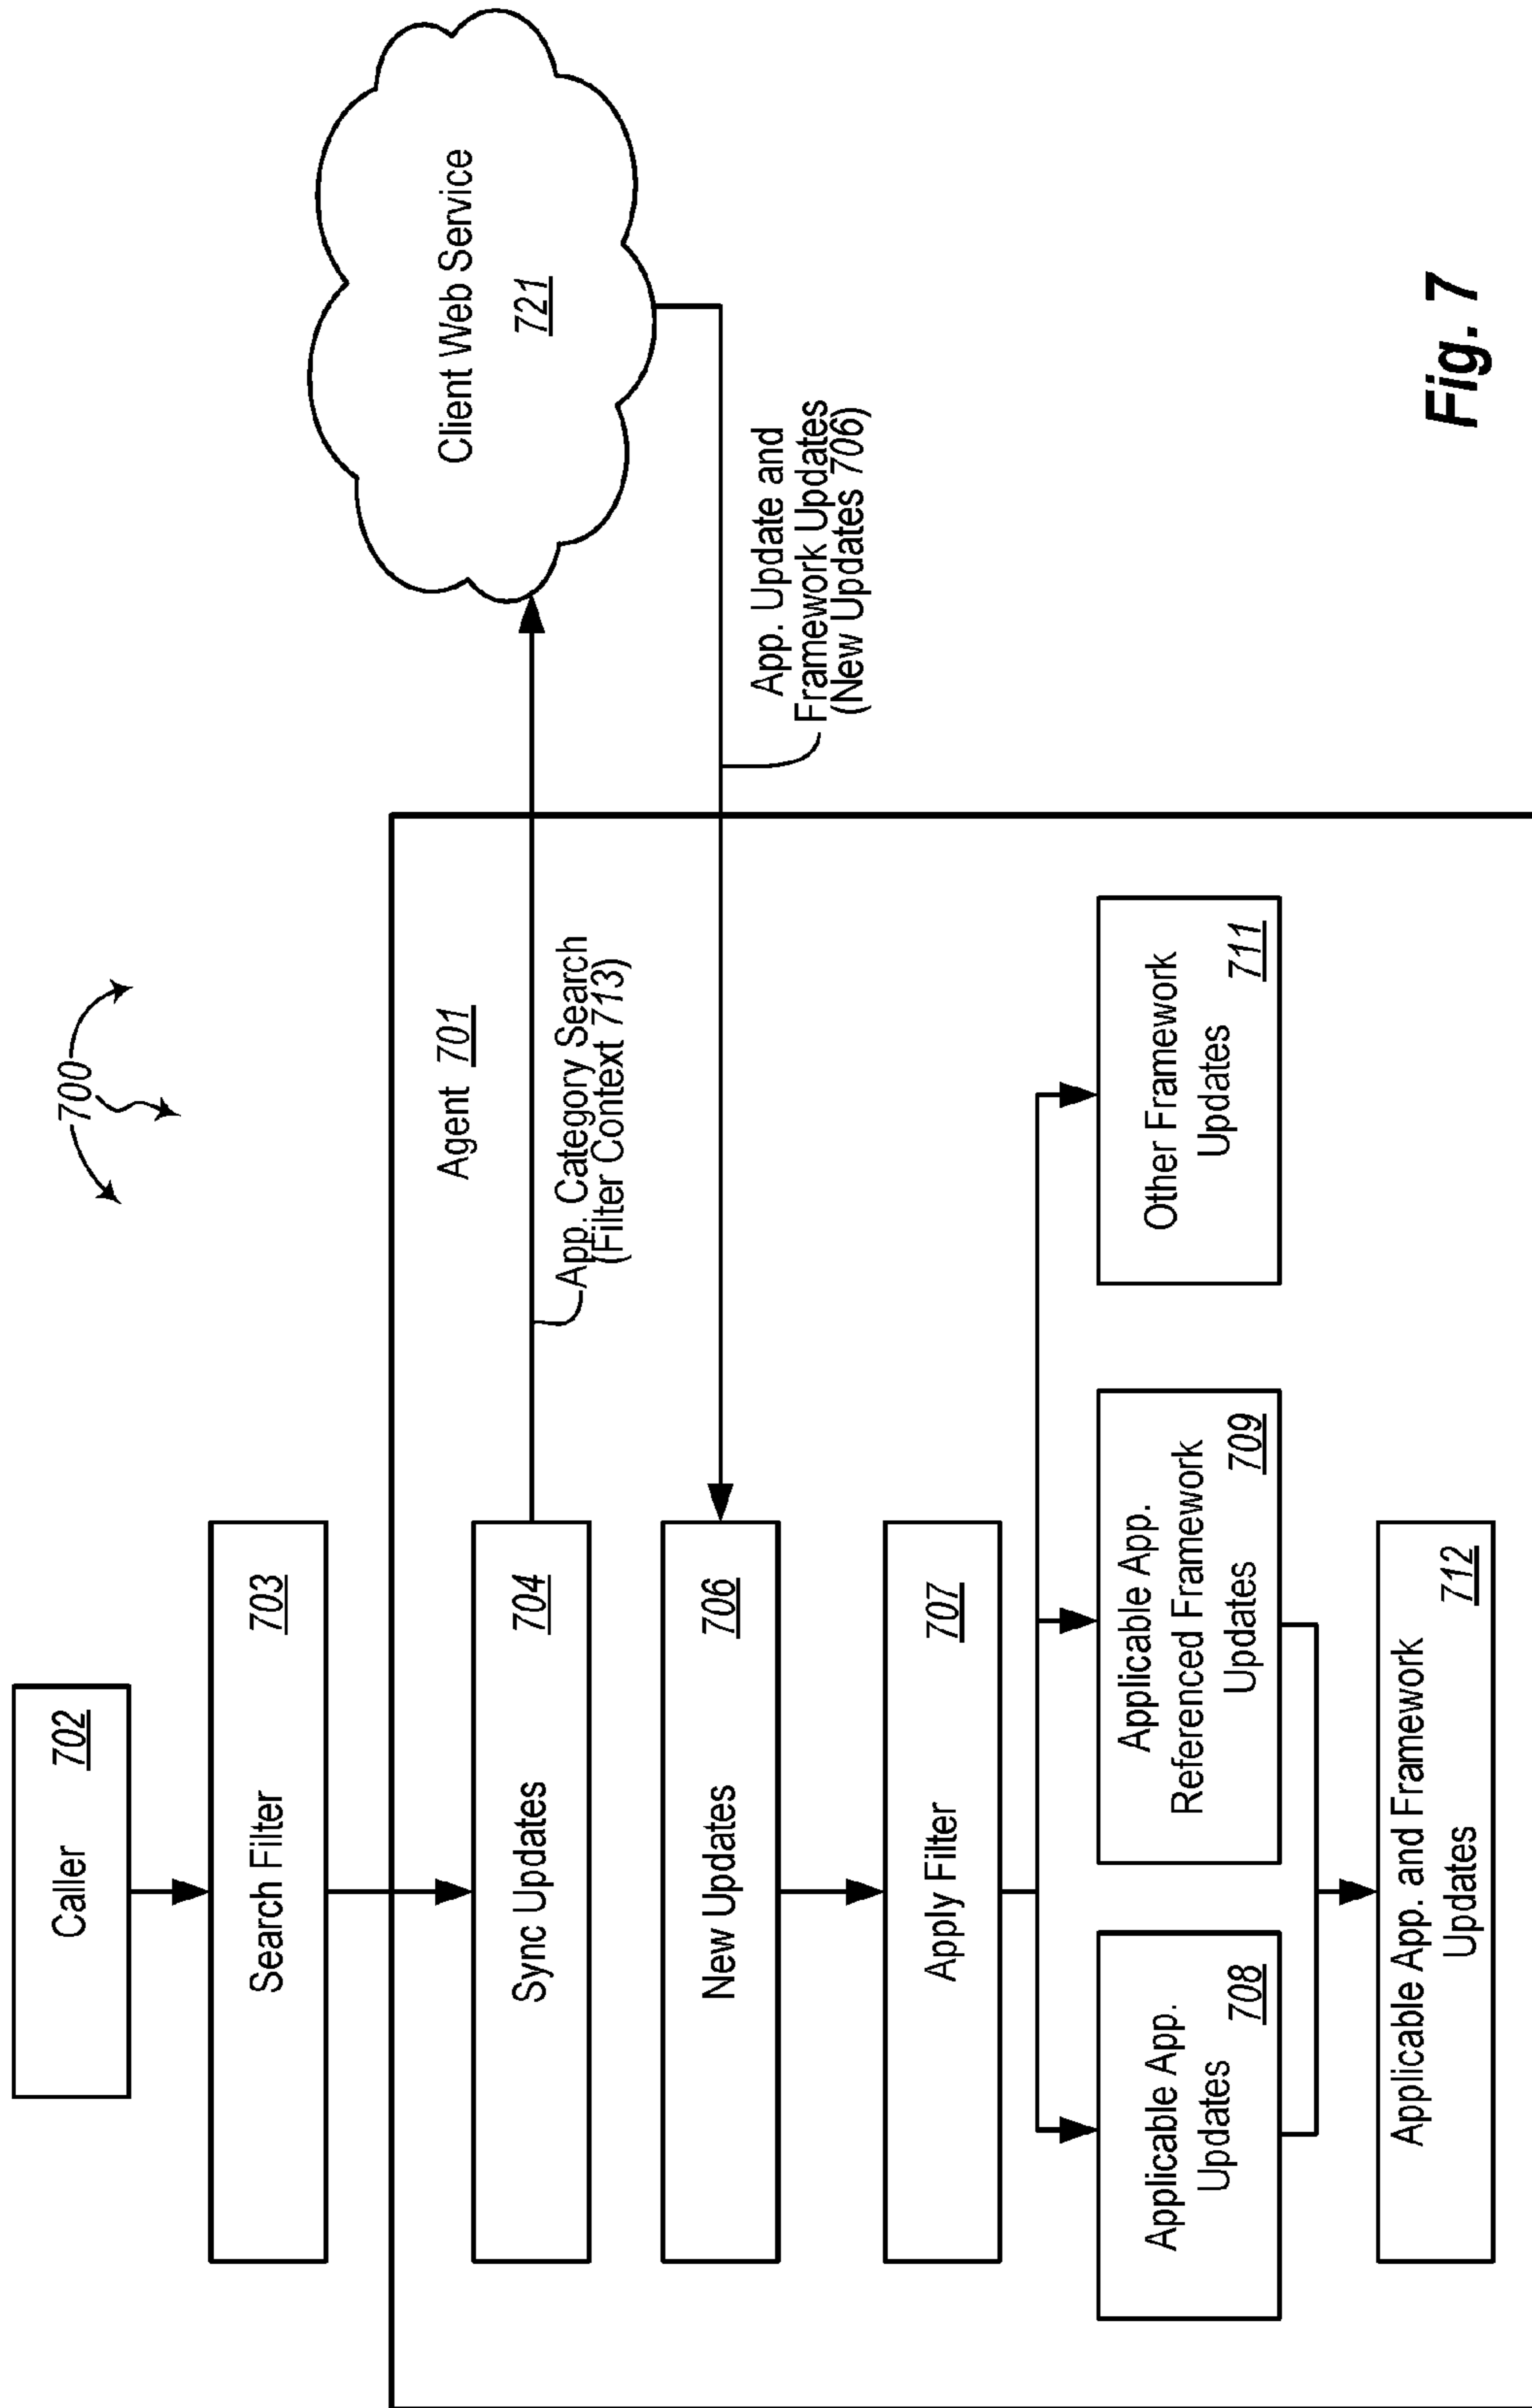 700
Caller
702
Search Filter
703
Agent 701
Sync Updates
704
App. Category Search
(Filter Context 713)
Client Web Service
721
New Updates
706
App. Update and
Framework Updates
(New Updates 706)
Apply Filter
707
Applicable App.
Updates
708
Applicable App.
Referenced Framework
Updates
709
Other Framework
Updates
711
Applicable App. and Framework
Updates
712
Fig. 7